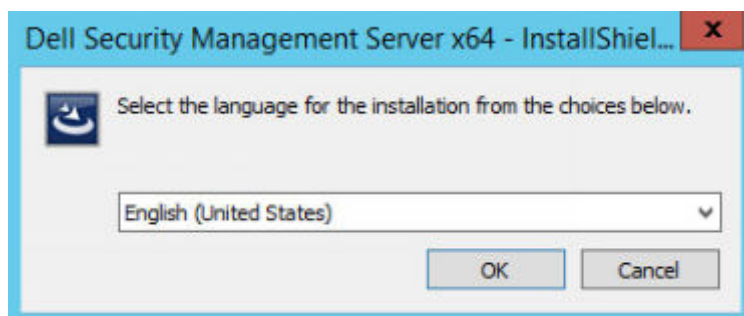 Dell Security Management Server x64 - InstallShiel...
Select the language for the installation from the choices below.
English (United States)
OK Cancel